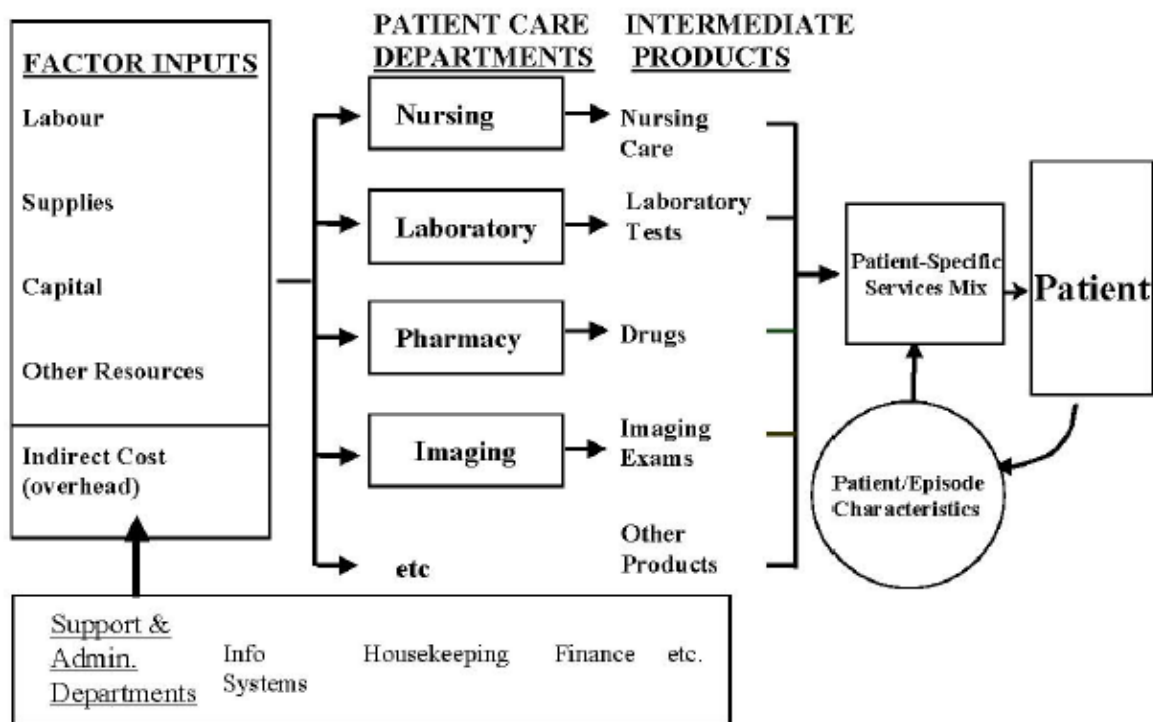 FACTOR INPUTS
Labour
Supplies
Capital
Other Resources
Indirect Cost
(overhead)
PATIENT CARE
DEPARTMENTS
Nursing
Laboratory
Pharmacy
Imaging
etc
INTERMEDIATE
PRODUCTS
Nursing
Care
Laboratory
Tests
Drugs
Imaging
Exams
Other
Products
Patient-Specific
Services Mix
Patient
Patient/Episode
Characteristics
Support &
Admin.
Departments
Info
Systems
Housekeeping
Finance
etc.